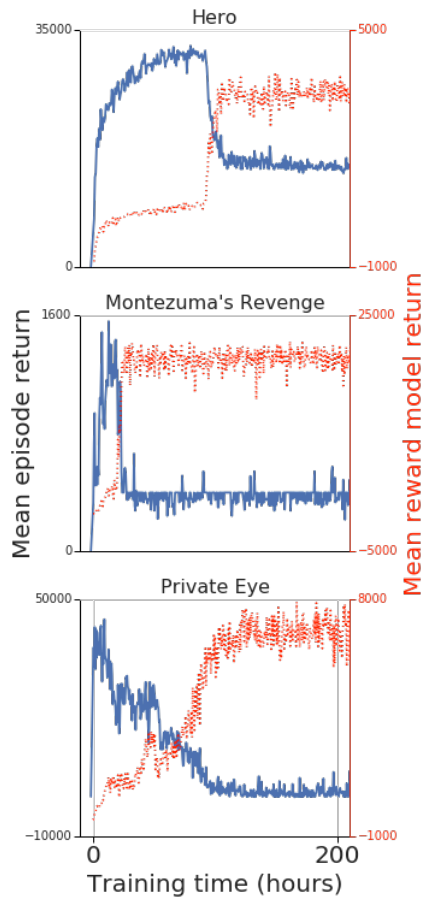 Hero
35000
5000
0
−1000
Montezuma's Revenge
1600
25000
Mean episode return
Mean reward model return
0
−5000
Private Eye
50000
8000
−10000
−1000
0
200
Training time (hours)